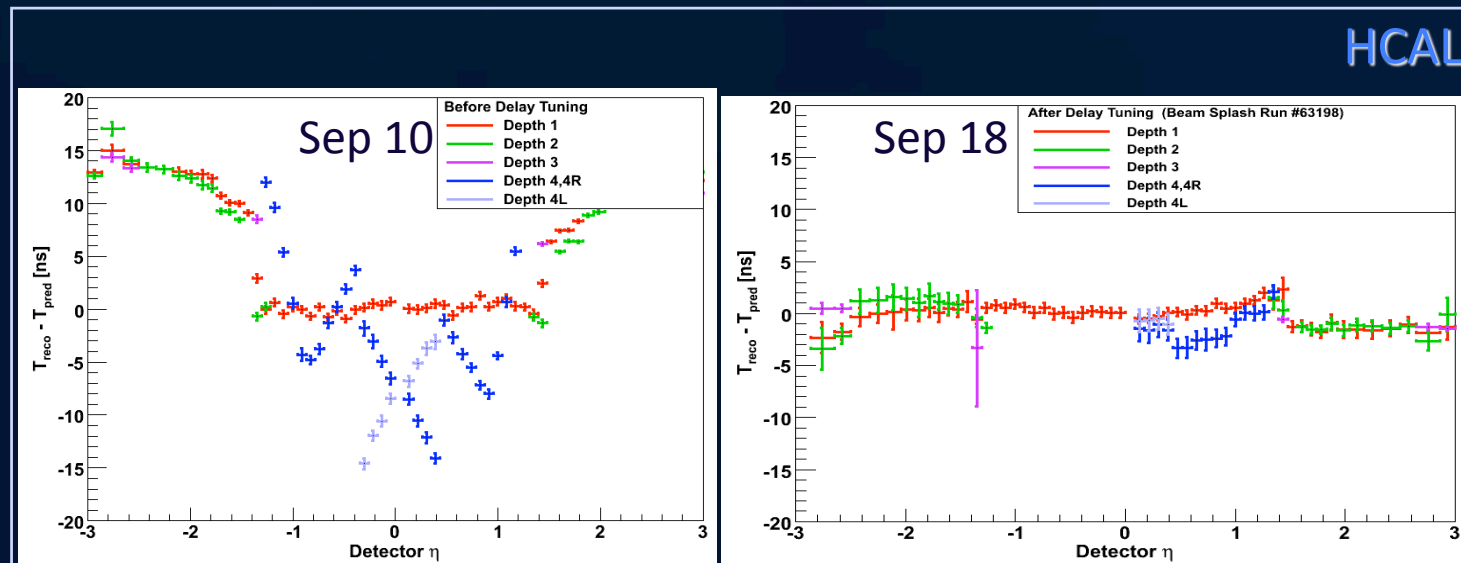 HCAL
Before Delay Tuning
Depth 1
Depth 2
Depth 3
Depth 4,4R
Depth 4L
Sep 10
20
15
10
5
0
-5
-10
-15
-20
-3
-2
-1
0
1
2
3
Treco - Tpred [ns]
Detector η
After Delay Tuning (Beam Splash Run #63198)
Depth 1
Depth 2
Depth 3
Depth 4,4R
Depth 4L
Sep 18
20
15
10
5
0
-5
-10
-15
-20
-3
-2
-1
0
1
2
3
Treco - Tpred [ns]
Detector η